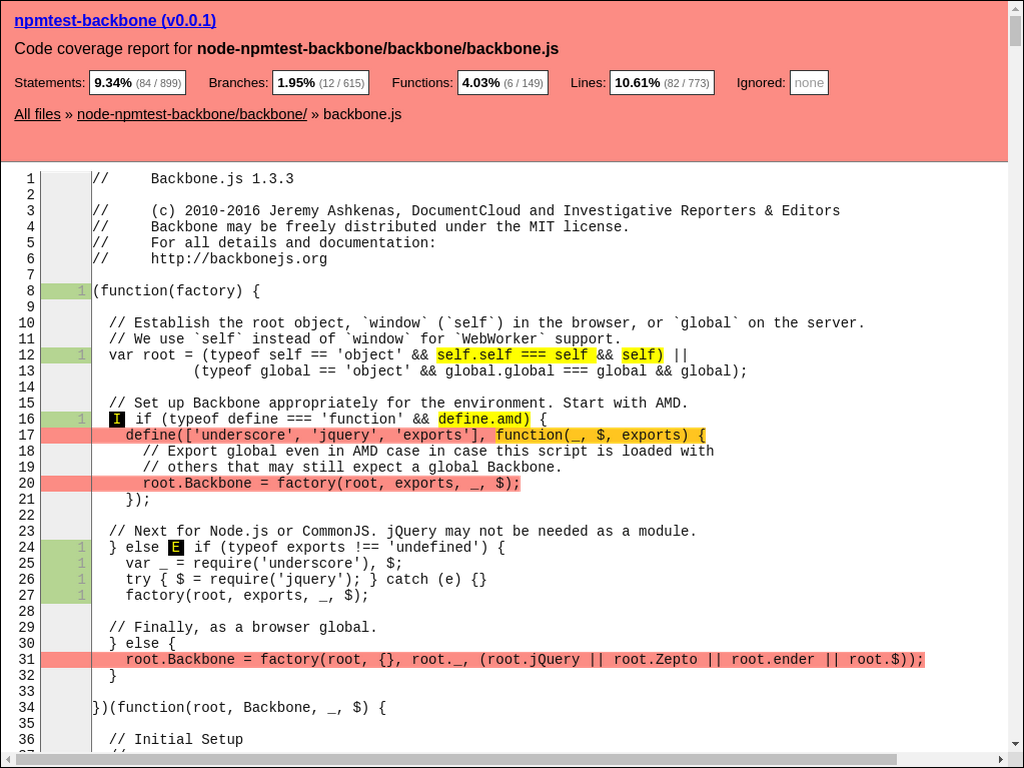 npmtest-backbone (v0.0.1)
Code coverage report for node-npmtest-backbone/backbone/backbone.js
Statements: 9.34% (84 / 899) Branches: 1.95% (12 / 615) Functions: 4.03% (6 / 149) Lines: 10.61% (82 / 773) Ignored: none
All files » node-npmtest-backbone/backbone/ » backbone.js
1 //     Backbone.js 1.3.3
2
3 //     (c) 2010-2016 Jeremy Ashkenas, DocumentCloud and Investigative Reporters & Editors
4 //     Backbone may be freely distributed under the MIT license.
5 //     For all details and documentation:
6 //     http://backbonejs.org
7
8 1 (function(factory) {
9
10   // Establish the root object, `window` (`self`) in the browser, or `global` on the server.
11   // We use `self` instead of `window` for `WebWorker` support.
12 1   var root = (typeof self == 'object' && self.self === self && self) ||
13             (typeof global == 'object' && global.global === global && global);
14
15   // Set up Backbone appropriately for the environment. Start with AMD.
16 1   I if (typeof define === 'function' && define.amd) {
17     define(['underscore', 'jquery', 'exports'], function(_, $, exports) {
18       // Export global even in AMD case in case this script is loaded with
19       // others that may still expect a global Backbone.
20       root.Backbone = factory(root, exports, _, $);
21     });
22
23   // Next for Node.js or CommonJS. jQuery may not be needed as a module.
24 1   } else E if (typeof exports !== 'undefined') {
25 1     var _ = require('underscore'), $;
26 1     try { $ = require('jquery'); } catch (e) {}
27 1     factory(root, exports, _, $);
28
29   // Finally, as a browser global.
30   } else {
31     root.Backbone = factory(root, {}, root._, (root.jQuery || root.Zepto || root.ender || root.$));
32   }
33
34 })(function(root, Backbone, _, $) {
35
36   // Initial Setup